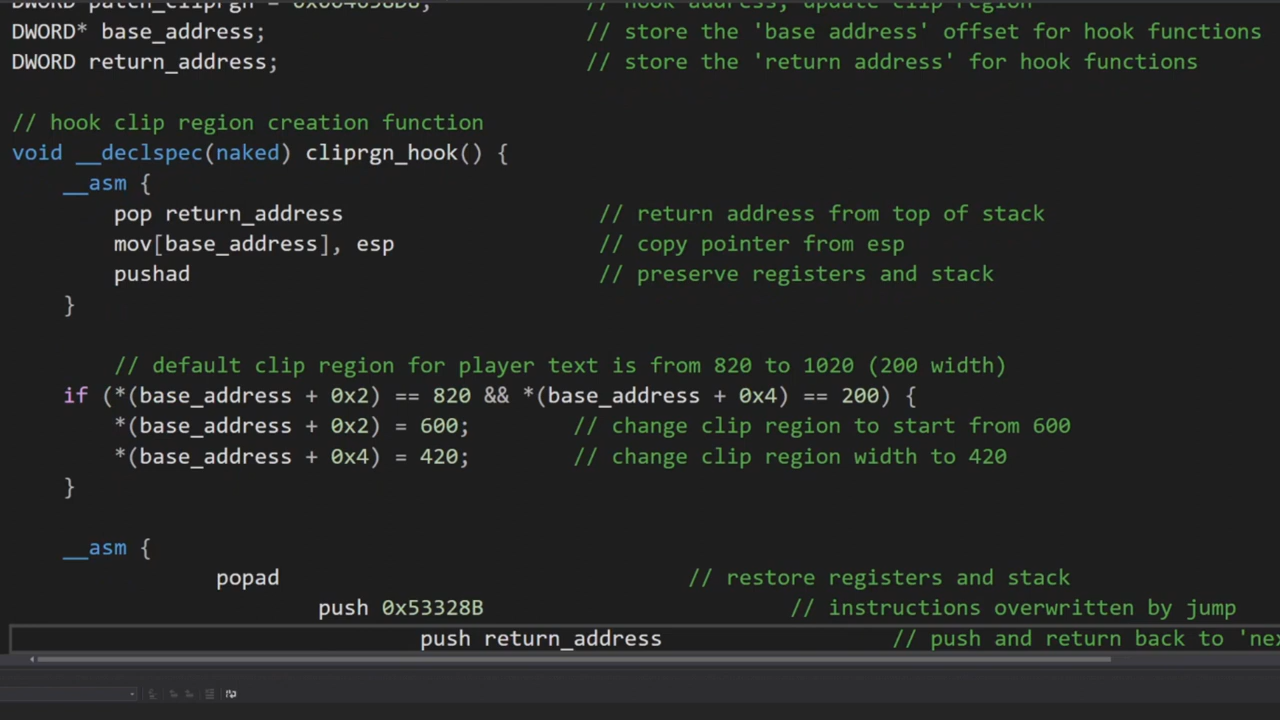 DWORD* base_address; // store the 'base address' offset for hook functions
DWORD return_address; // store the 'return address' for hook functions
// hook clip region creation function
void __declspec(naked) cliprgn_hook() {
__asm {
pop return_address // return address from top of stack
mov[base_address], esp // copy pointer from esp
pushad // preserve registers and stack
}
// default clip region for player text is from 820 to 1020 (200 width)
if (*(base_address + 0x2) == 820 && *(base_address + 0x4) == 200) {
*(base_address + 0x2) = 600; // change clip region to start from 600
*(base_address + 0x4) = 420; // change clip region width to 420
}
__asm {
popad // restore registers and stack
push 0x53328B // instructions overwritten by jump
push return_address // push and return back to 'nex